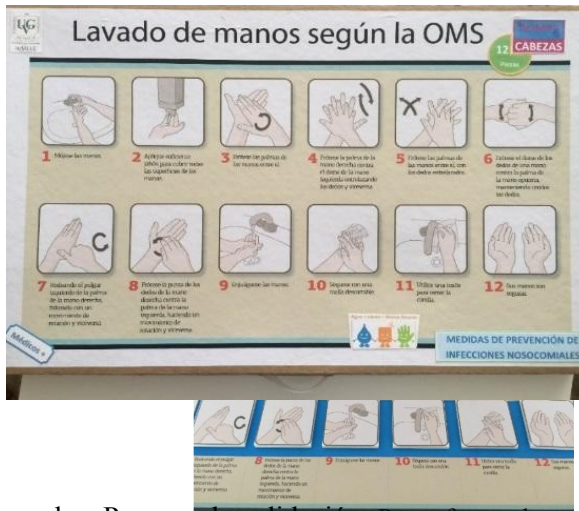 Lavado de manos según la OMS
12
Piezas
CABEZAS
1 Mójese las manos.
2 Aplique suficiente
jabón para cubrir todas
las superficies de las
manos.
3 Frótese las palmas de
las manos entre sí
4 Frótese la palma de la
mano derecha contra
el dorso de la mano
izquierda entrelazando
los dedos y viceversa.
5 Frótese las palmas de
las manos entre sí, con
los dedos entrelazados.
6 Frótese el dorso de los
dedos de una mano
contra la palma de
la mano opuesta,
los dedos.
7 Rodeando el pulgar
izquierdo de la palma
de la mano derecha,
frótelo con un
movimiento de
rotación y viceversa.
8 Frótese la punta de los
dedos de la mano
derecha contra la
palma de la mano
izquierda, haciendo un
movimiento de
rotación y viceversa.
9 Enjuáguese las manos.
10 Séquese con una
toalla desechable.
11 Utilice una toalla
para cerrar la
12 Sus manos son
seguras.
Médicos +
MEDIDAS DE PREVENCIÓN DE
INFECCIONES NOSOCOMIALES
8
9 Enjuáguese las manos.
10 Séquese con una
toalla desechable.
11 Utilice una toalla
para cerrar la
12 Sus manos